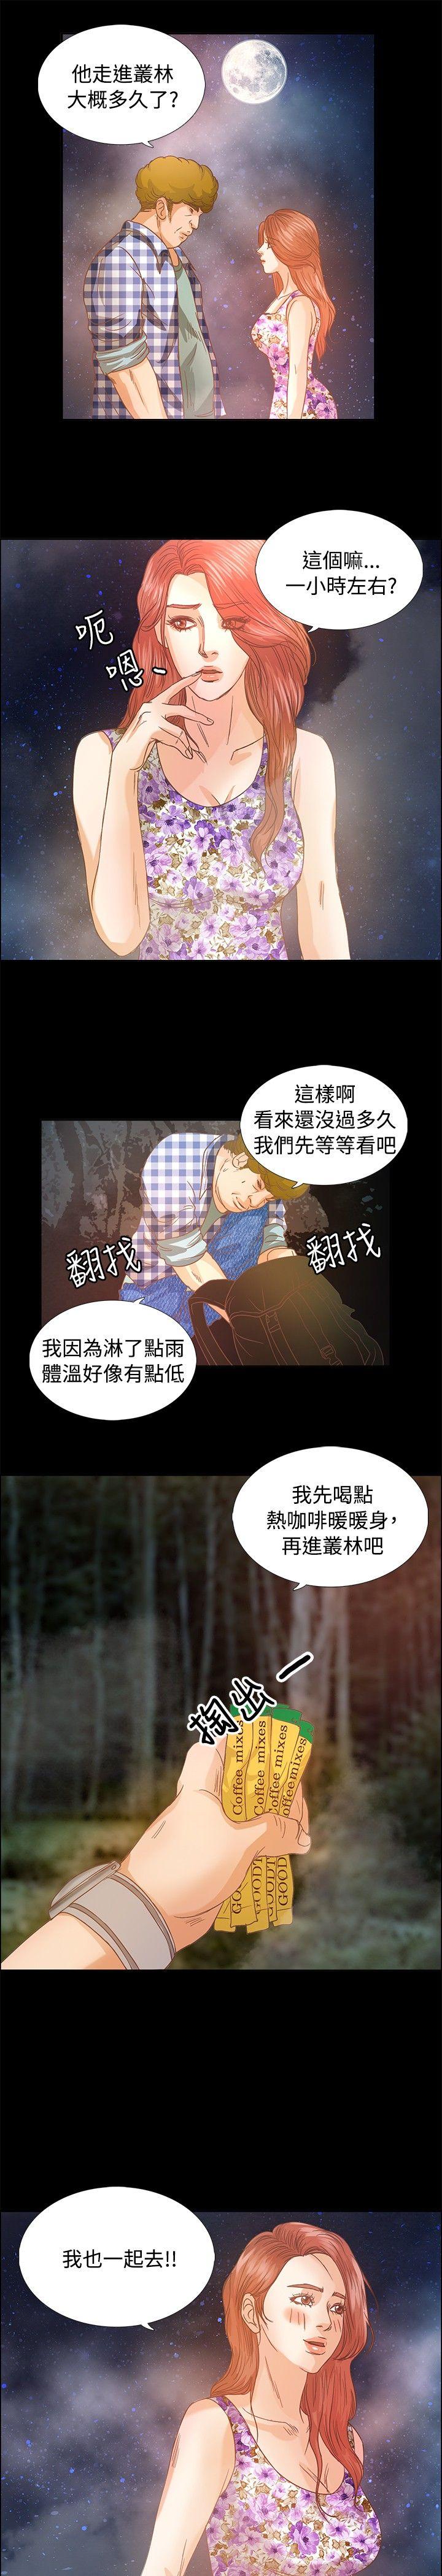 他走進叢林
大概多久了?
這個嘛...
一小時左右?
呃
嗯-
這樣啊
看來還沒過多久
我們先等等看吧
翻找
翻找
我因為淋了點雨
體溫好像有點低
我先喝點
熱咖啡暖暖身,
再進叢林吧
掏出一
Coffee mixes
Coffee mixes
Coffeemixes
GOODT
GOOD
我也一起去!!